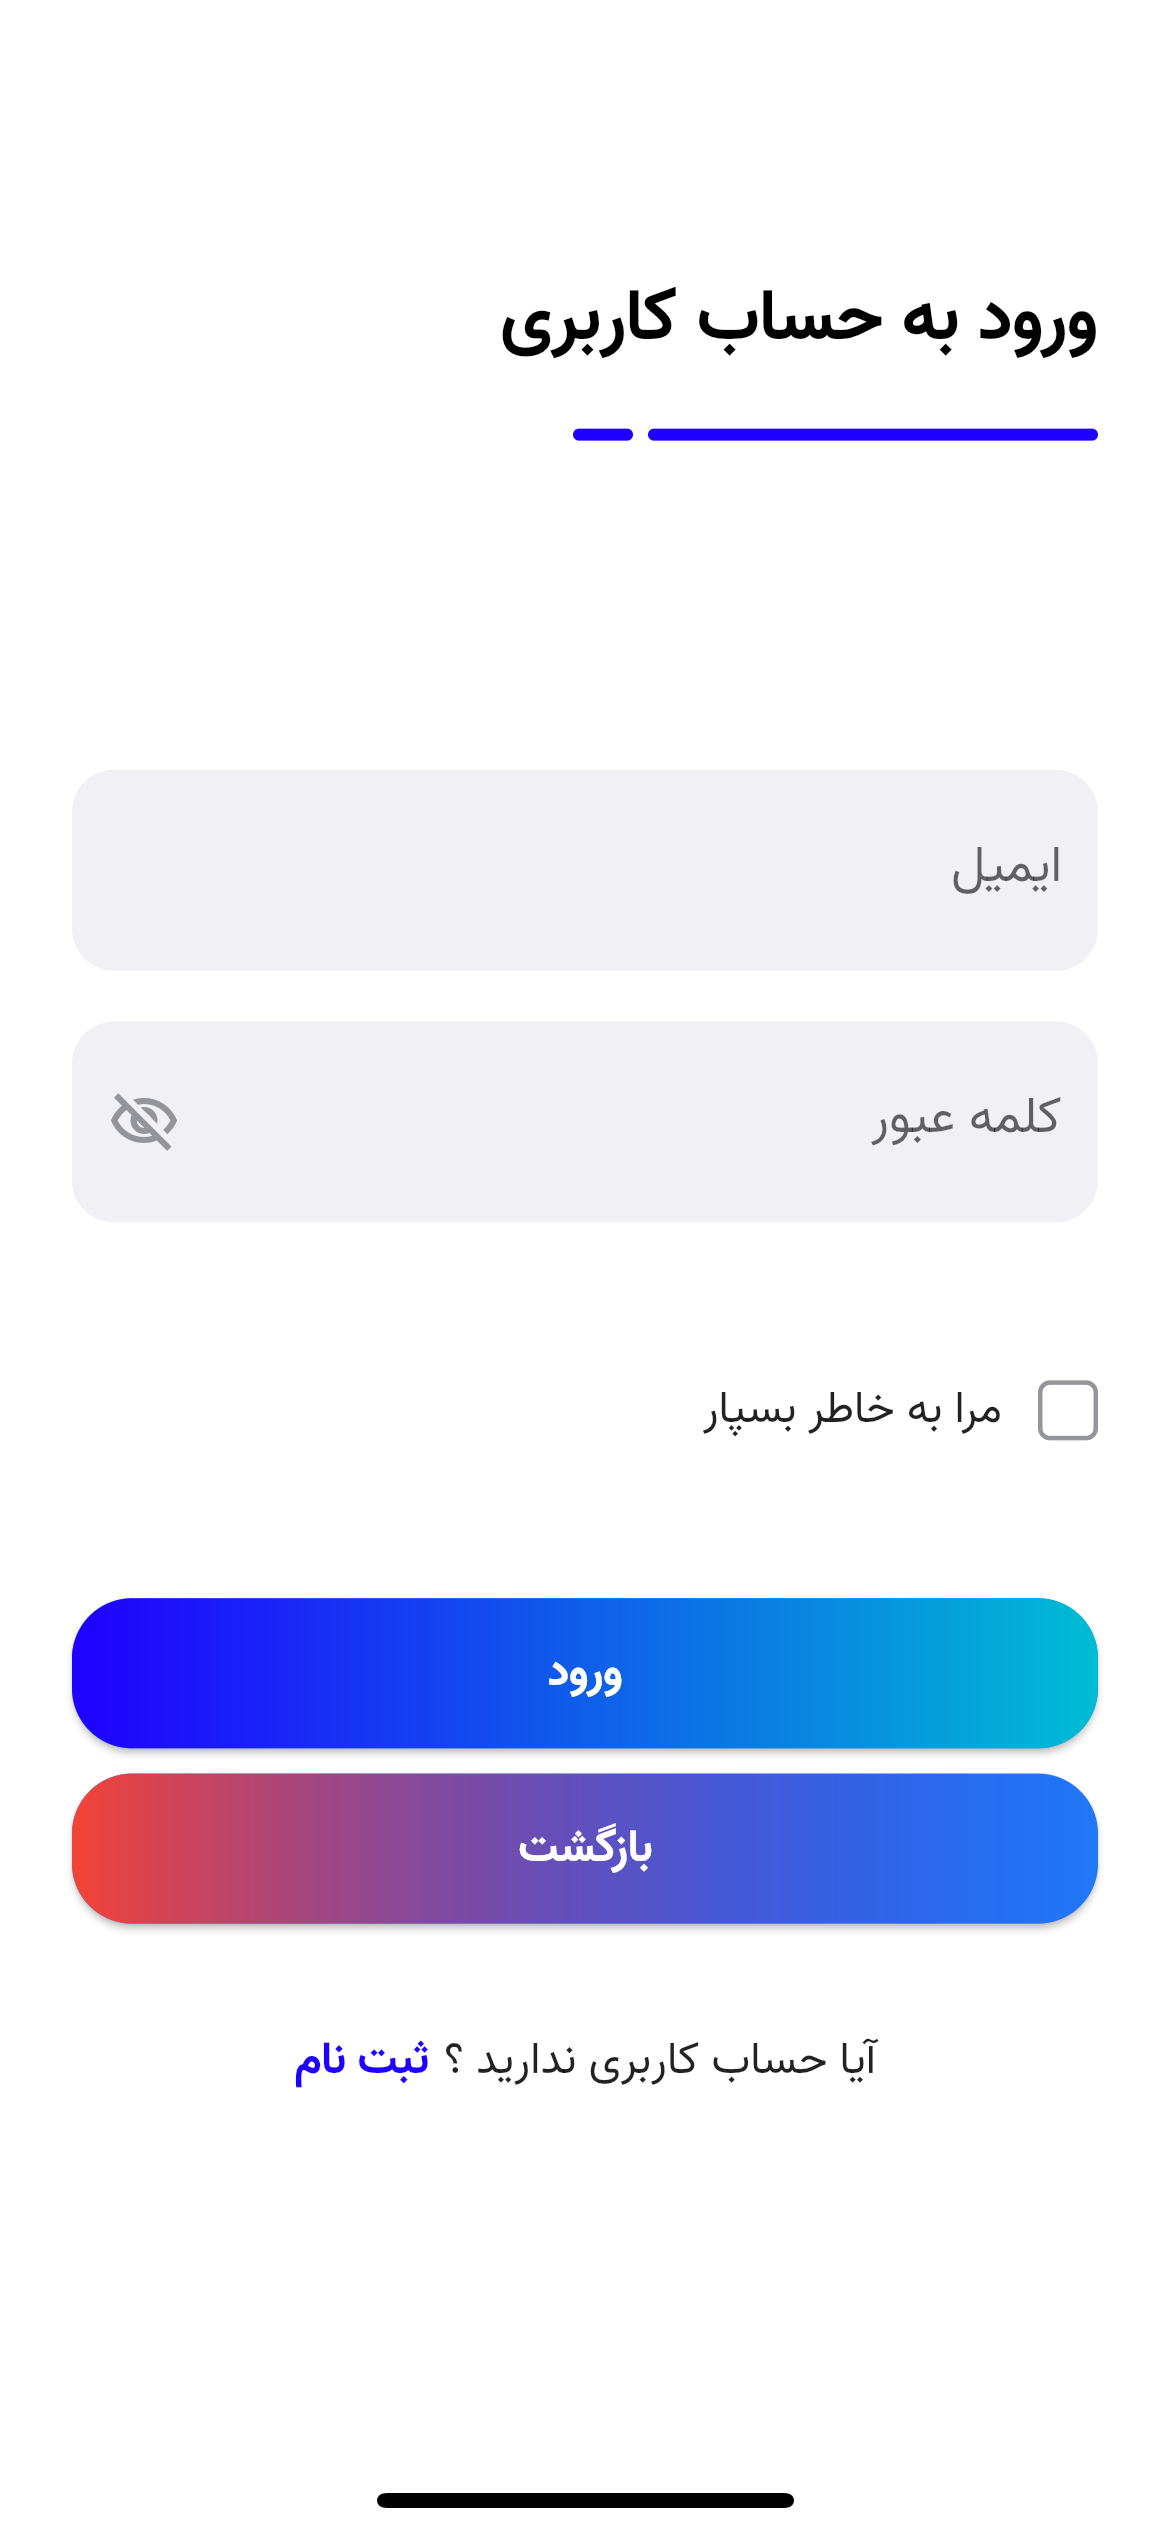 ورود به حساب کاربری
ایمیل
کلمه عبور
مرا به خاطر بسپار
ورود
بازگشت
آیا حساب کاربری ندارید ؟ ثبت نام